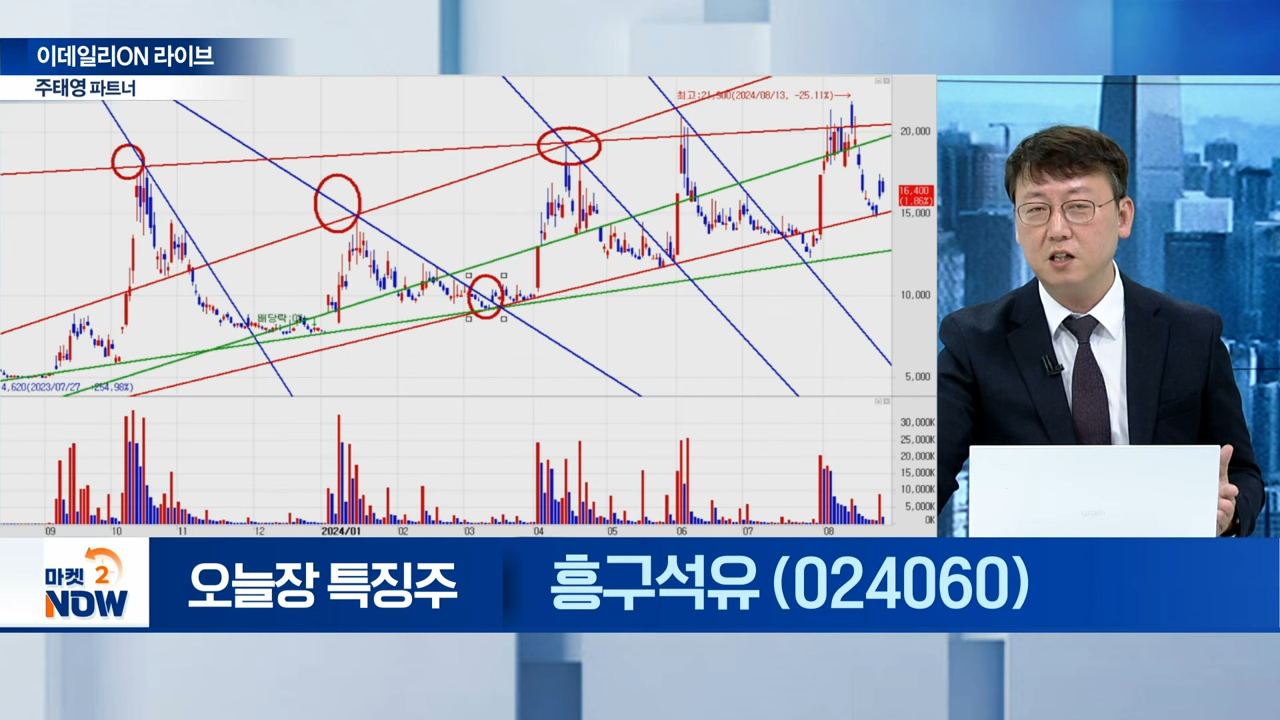 이데일리ON 라이브
주태영 파트너
최고:21,900(2024/08/13, -25.11%)→
20,000
16,400
(1.86%)
15,000
10,000
배당락:0%
5,000
4,620(2023/07/27 →254.98%)
30,000K
25,000K
20,000K
15,000K
10,000K
5,000K
0K
09 10 11 12 2024/01 02 03 04 05 06 07 08
마켓 2
NOW
오늘장 특징주
흥구석유 (024060)